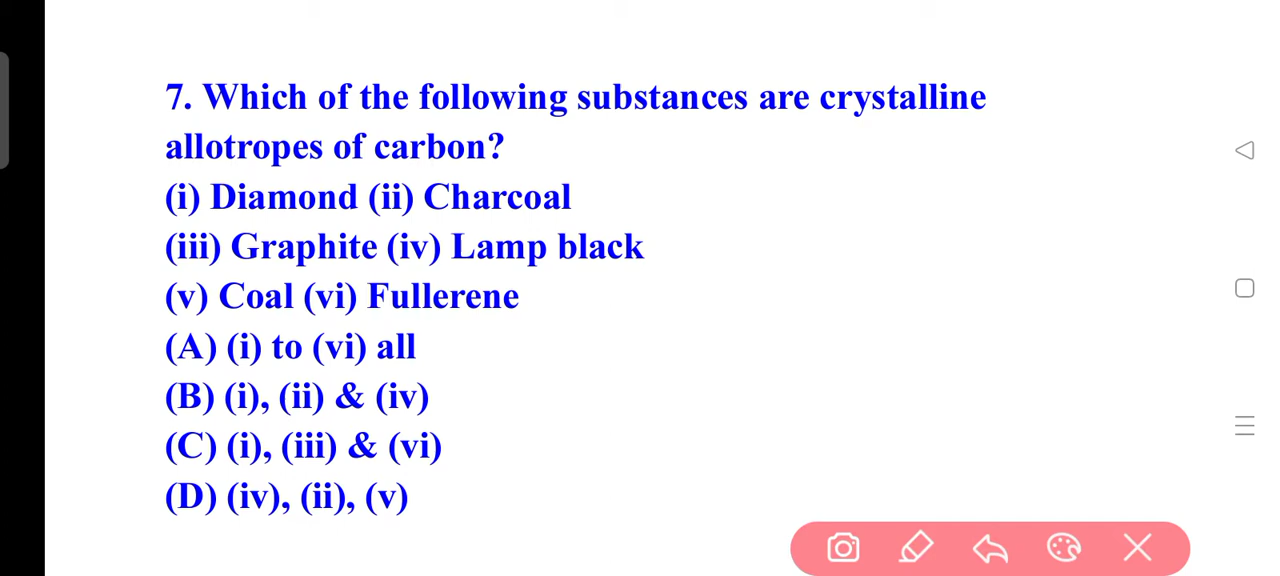 7. Which of the following substances are crystalline
allotropes of carbon?
(i) Diamond (ii) Charcoal
(iii) Graphite (iv) Lamp black
(v) Coal (vi) Fullerene
(A) (i) to (vi) all
(B) (i), (ii) & (iv)
(C) (i), (iii) & (vi)
(D) (iv), (ii), (v)